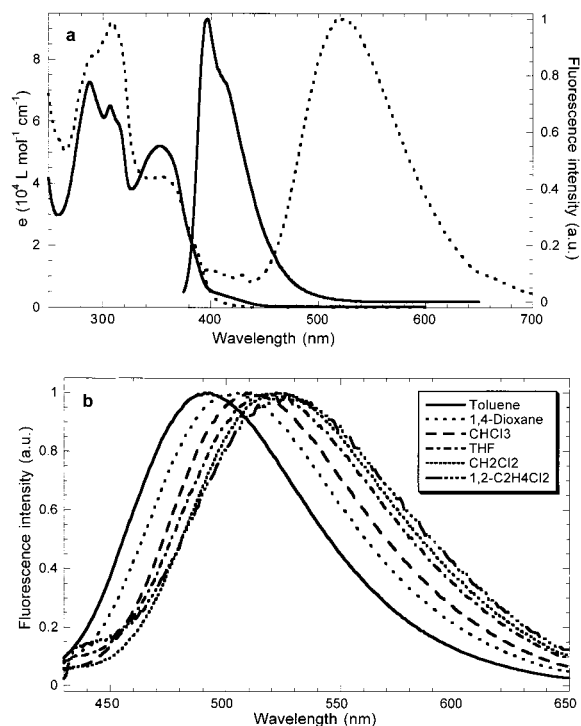 a
e (10⁴ L mol⁻¹ cm⁻¹)
8
6
4
2
0
1
0.8
0.6
0.4
0.2
0
Fluorescence intensity (a.u.)
300 400 500 600 700
Wavelength (nm)
b
Fluorescence intensity (a.u.)
1
0.8
0.6
0.4
0.2
0
Toluene
1,4-Dioxane
CHCl3
THF
CH2Cl2
1,2-C2H4Cl2
450 500 550 600 650
Wavelength (nm)